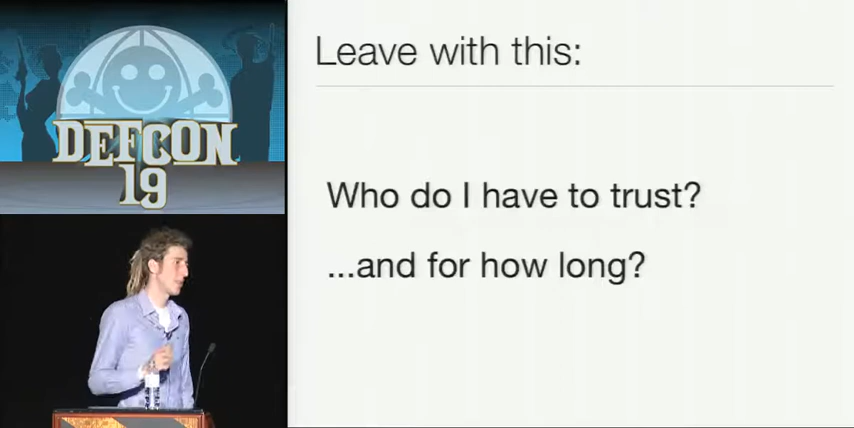 DEFCON
19
Leave with this:
Who do I have to trust?
...and for how long?